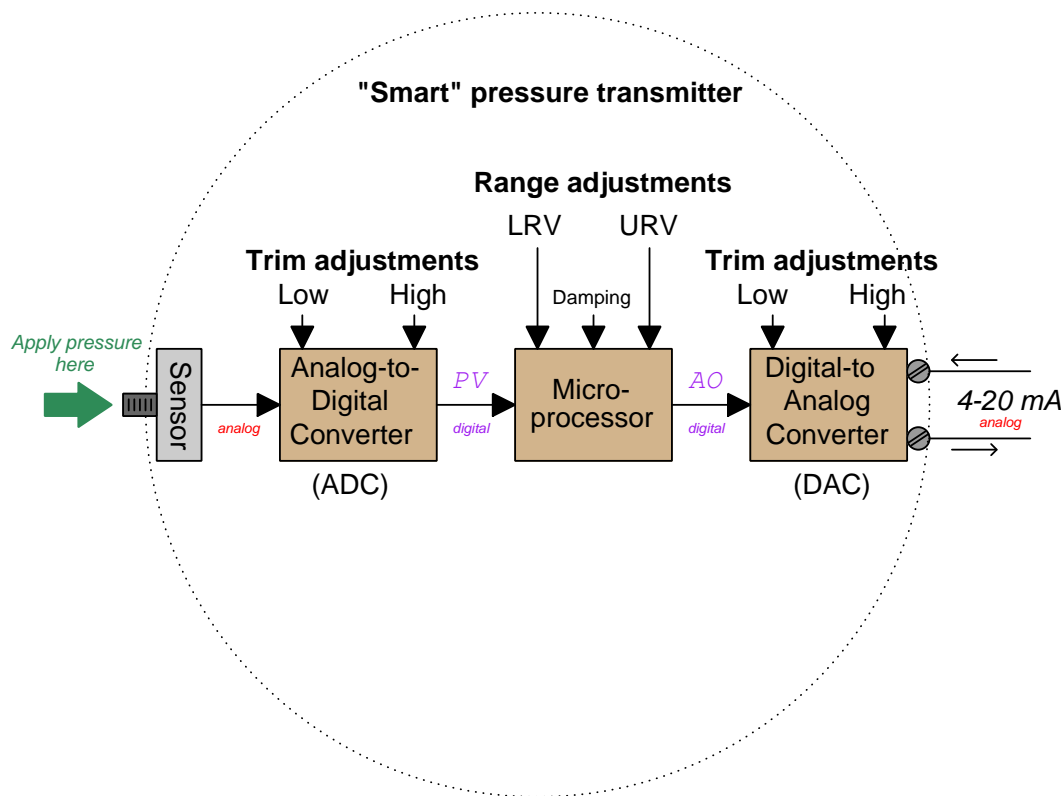 "Smart" pressure transmitter
Range adjustments
LRV
URV
Trim adjustments
Low
High
Damping
Trim adjustments
Low
High
Apply pressure
here
Sensor
analog
Analog-to-
Digital
Converter
(ADC)
PV
digital
Micro-
processor
AO
digital
Digital-to
Analog
Converter
(DAC)
4-20 mA
analog